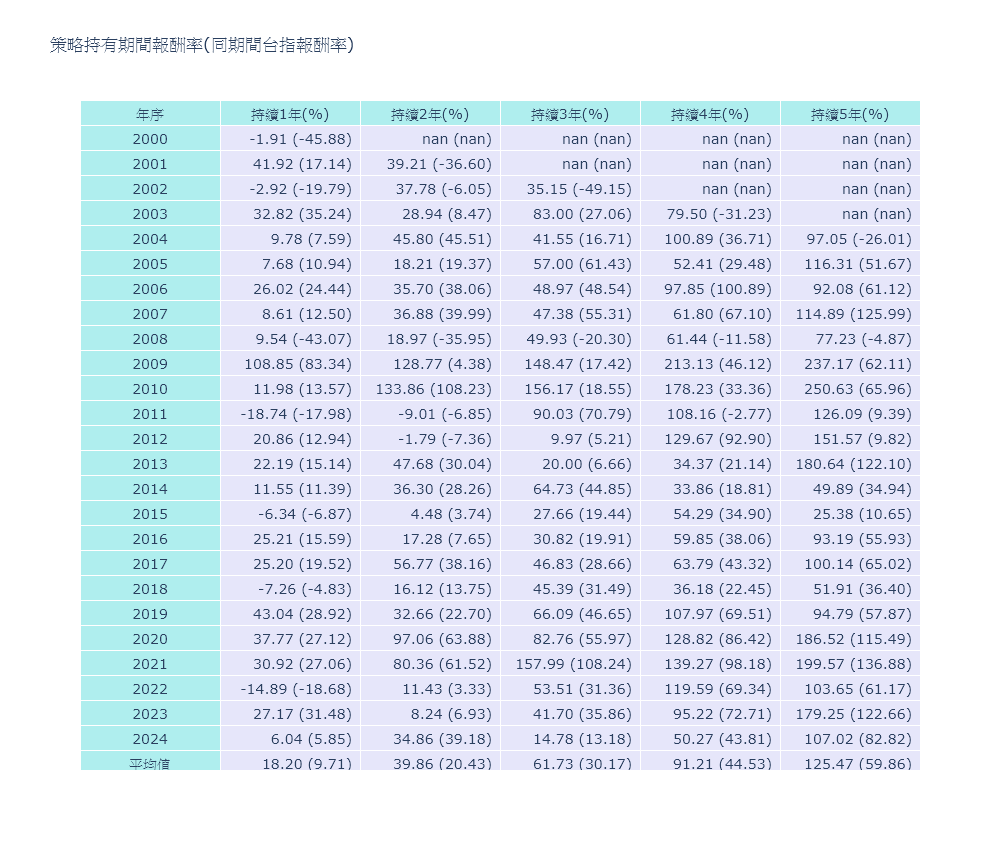 策略持有期間報酬率(同期間台指報酬率)
年序 持續1年(%) 持續2年(%) 持續3年(%) 持續4年(%) 持續5年(%)
2000 -1.91 (-45.88) nan (nan) nan (nan) nan (nan) nan (nan)
2001 41.92 (17.14) 39.21 (-36.60) nan (nan) nan (nan) nan (nan)
2002 -2.92 (-19.79) 37.78 (-6.05) 35.15 (-49.15) nan (nan) nan (nan)
2003 32.82 (35.24) 28.94 (8.47) 83.00 (27.06) 79.50 (-31.23) nan (nan)
2004 9.78 (7.59) 45.80 (45.51) 41.55 (16.71) 100.89 (36.71) 97.05 (-26.01)
2005 7.68 (10.94) 18.21 (19.37) 57.00 (61.43) 52.41 (29.48) 116.31 (51.67)
2006 26.02 (24.44) 35.70 (38.06) 48.97 (48.54) 97.85 (100.89) 92.08 (61.12)
2007 8.61 (12.50) 36.88 (39.99) 47.38 (55.31) 61.80 (67.10) 114.89 (125.99)
2008 9.54 (-43.07) 18.97 (-35.95) 49.93 (-20.30) 61.44 (-11.58) 77.23 (-4.87)
2009 108.85 (83.34) 128.77 (4.38) 148.47 (17.42) 213.13 (46.12) 237.17 (62.11)
2010 11.98 (13.57) 133.86 (108.23) 156.17 (18.55) 178.23 (33.36) 250.63 (65.96)
2011 -18.74 (-17.98) -9.01 (-6.85) 90.03 (70.79) 108.16 (-2.77) 126.09 (9.39)
2012 20.86 (12.94) -1.79 (-7.36) 9.97 (5.21) 129.67 (92.90) 151.57 (9.82)
2013 22.19 (15.14) 47.68 (30.04) 20.00 (6.66) 34.37 (21.14) 180.64 (122.10)
2014 11.55 (11.39) 36.30 (28.26) 64.73 (44.85) 33.86 (18.81) 49.89 (34.94)
2015 -6.34 (-6.87) 4.48 (3.74) 27.66 (19.44) 54.29 (34.90) 25.38 (10.65)
2016 25.21 (15.59) 17.28 (7.65) 30.82 (19.91) 59.85 (38.06) 93.19 (55.93)
2017 25.20 (19.52) 56.77 (38.16) 46.83 (28.66) 63.79 (43.32) 100.14 (65.02)
2018 -7.26 (-4.83) 16.12 (13.75) 45.39 (31.49) 36.18 (22.45) 51.91 (36.40)
2019 43.04 (28.92) 32.66 (22.70) 66.09 (46.65) 107.97 (69.51) 94.79 (57.87)
2020 37.77 (27.12) 97.06 (63.88) 82.76 (55.97) 128.82 (86.42) 186.52 (115.49)
2021 30.92 (27.06) 80.36 (61.52) 157.99 (108.24) 139.27 (98.18) 199.57 (136.88)
2022 -14.89 (-18.68) 11.43 (3.33) 53.51 (31.36) 119.59 (69.34) 103.65 (61.17)
2023 27.17 (31.48) 8.24 (6.93) 41.70 (35.86) 95.22 (72.71) 179.25 (122.66)
2024 6.04 (5.85) 34.86 (39.18) 14.78 (13.18) 50.27 (43.81) 107.02 (82.82)
平均值 18.20 (9.71) 39.86 (20.43) 61.73 (30.17) 91.21 (44.53) 125.47 (59.86)